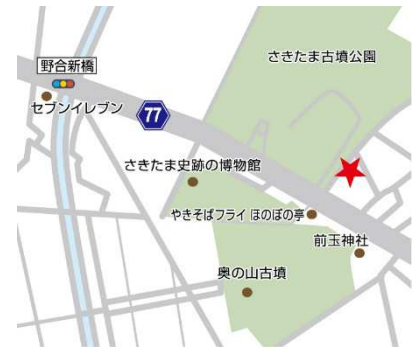 さきたま古墳公園
野合新橋
セブンイレブン
77
さきたま史跡の博物館
やきそばフライ ほのぼの亭
前玉神社
奥の山古墳